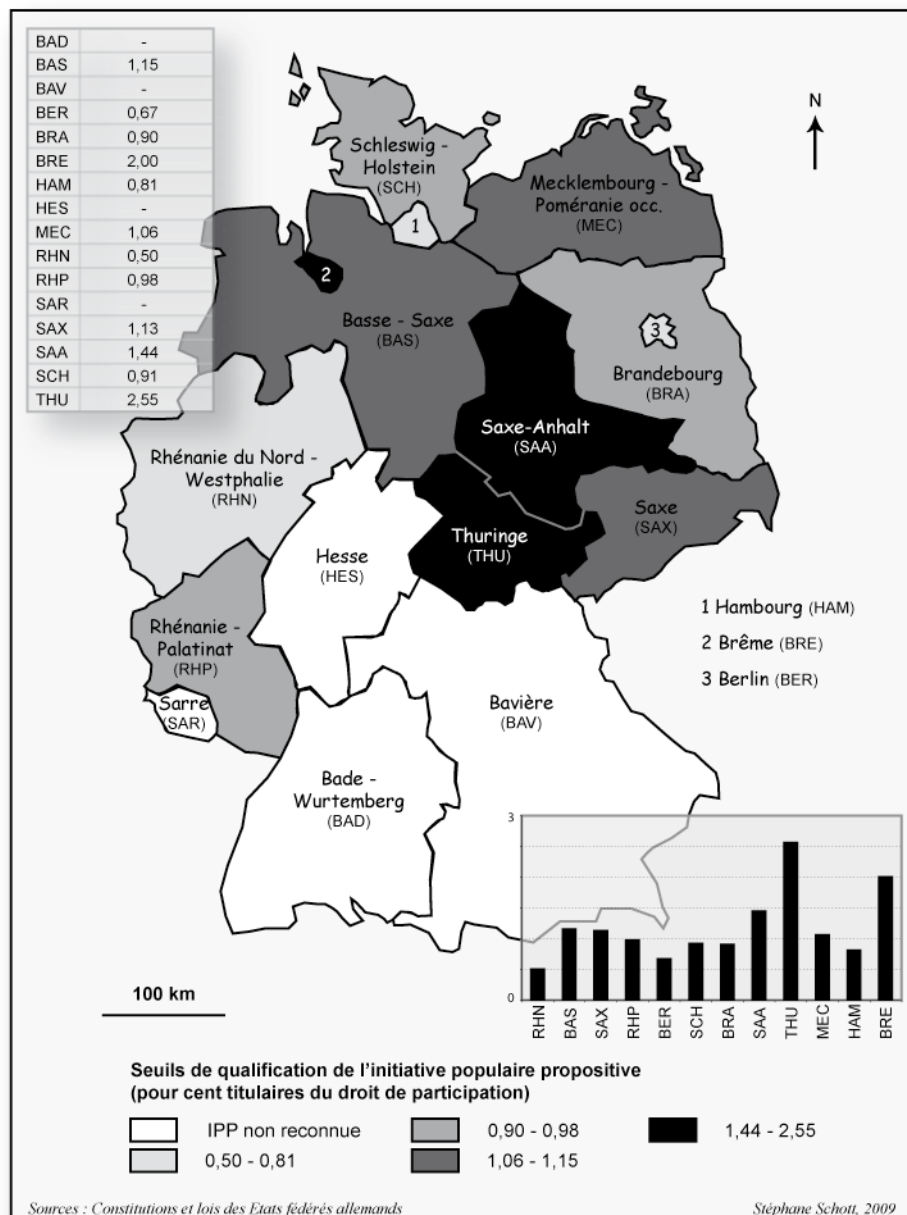 BAD -
BAS 1,15
BAV -
BER 0,67
BRA 0,90
BRE 2,00
HAM 0,81
HES -
MEC 1,06
RHN 0,50
RHP 0,98
SAR -
SAX 1,13
SAA 1,44
SCH 0,91
THU 2,55
N
Schleswig -
Holstein
(SCH)
Mecklembourg -
Poméranie occ.
(MEC)
1
2
Basse - Saxe
(BAS)
3
Brandebourg
(BRA)
Saxe-Anhalt
(SAA)
Rhénanie du Nord -
Westphalie
(RHN)
Saxe
(SAX)
Thuringe
(THU)
Hesse
(HES)
1 Hambourg (HAM)
2 Brême (BRE)
3 Berlin (BER)
Rhénanie -
Palatinat
(RHP)
Sarre
(SAR)
Bavière
(BAV)
Bade -
Wurtemberg
(BAD)
3
0
RHN BAS SAX RHP BER SCH BRA SAA THU MEC HAM BRE
100 km
Seuils de qualification de l'initiative populaire propositive
(pour cent titulaires du droit de participation)
IPP non reconnue 0,90 - 0,98 1,44 - 2,55
0,50 - 0,81 1,06 - 1,15
Sources : Constitutions et lois des Etats fédérés allemands Stéphane Schott, 2009